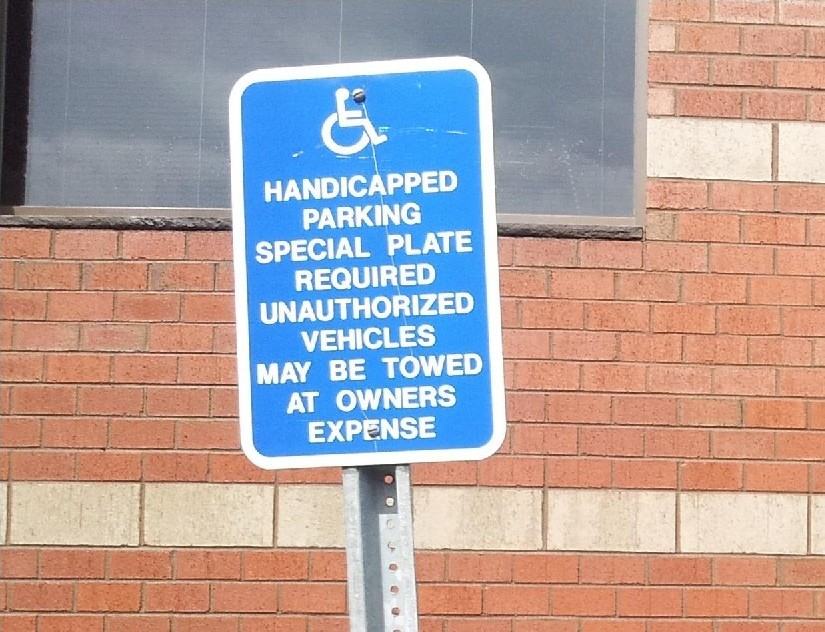 HANDICAPPED
PARKING
SPECIAL PLATE
REQUIRED
UNAUTHORIZED
VEHICLES
MAY BE TOWED
AT OWNERS
EXPENSE